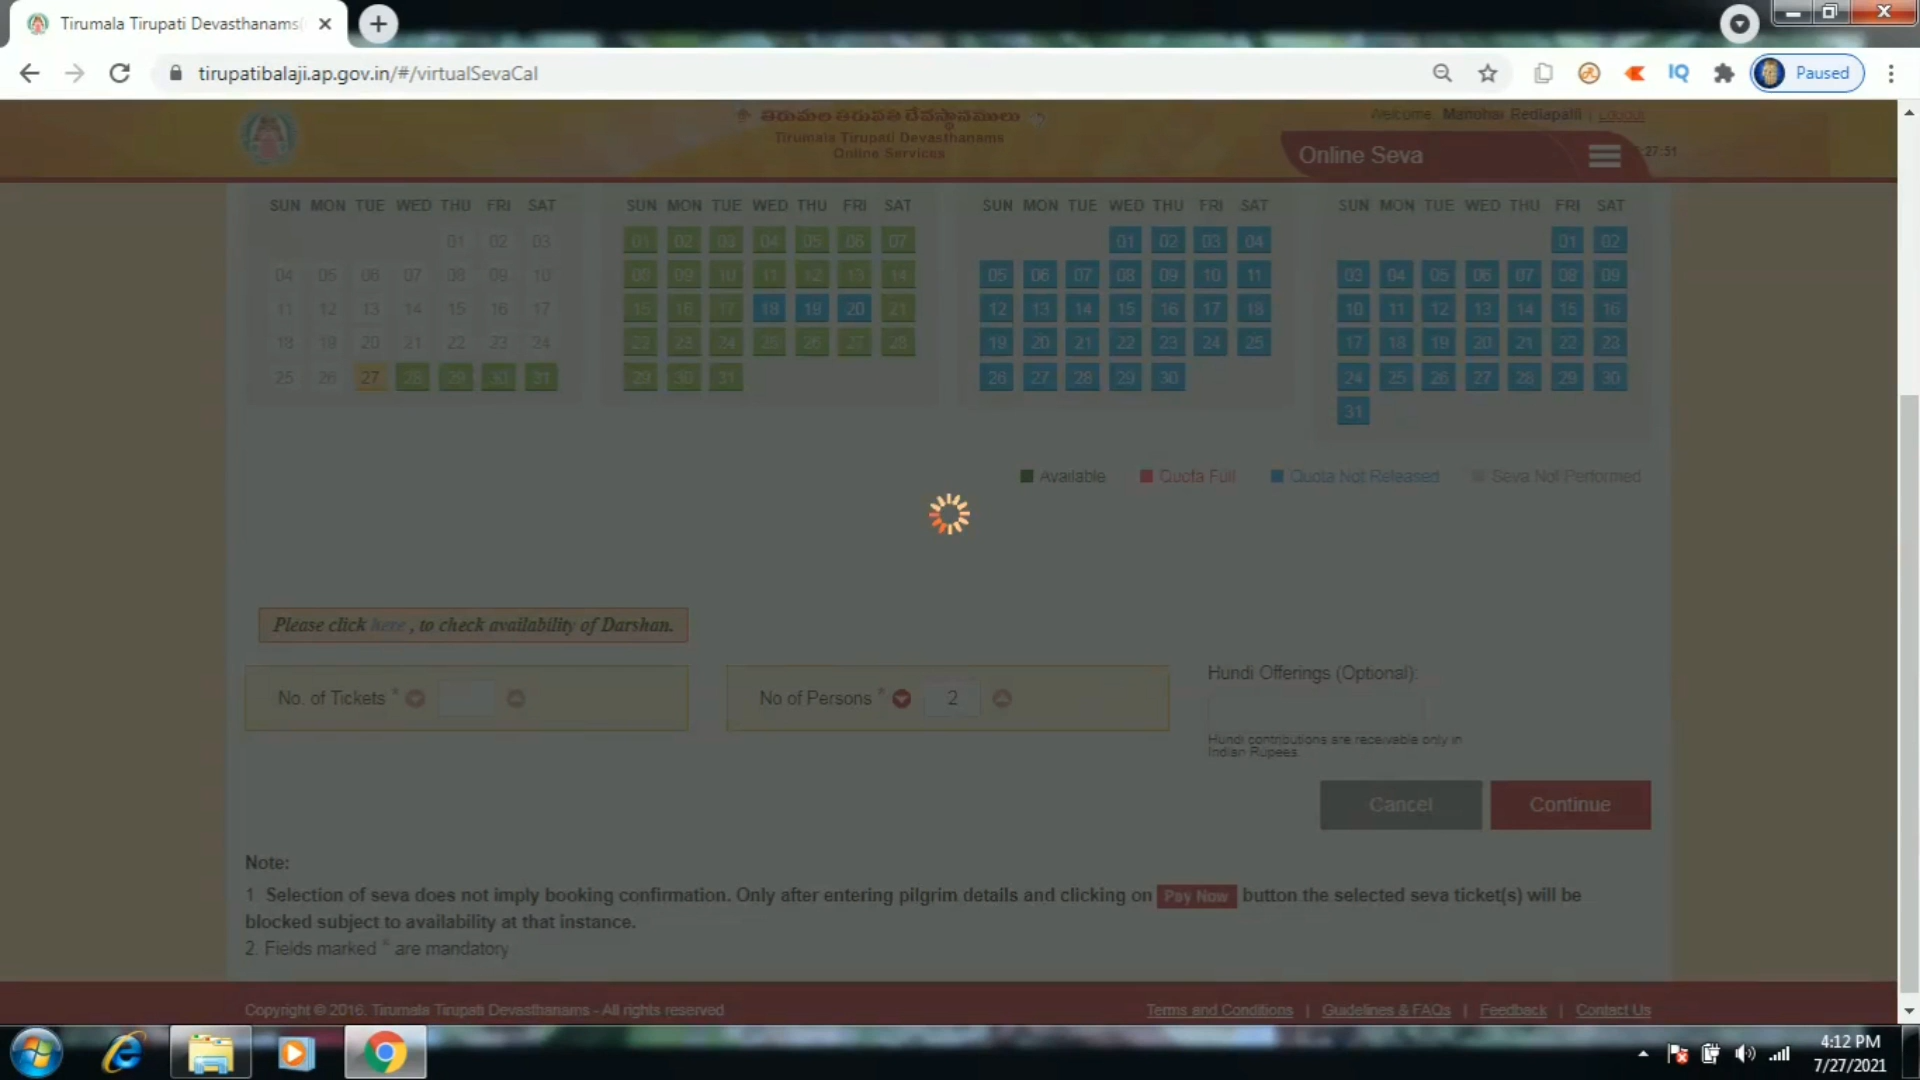 Tirumala Tirupati Devasthanams
tirupatibalaji.ap.gov.in/#/virtualSevaCal
IQ
Paused
తిరుమల తిరుపతి దేవస్థానములు
Tirumala Tirupati Devasthanams
Online Services
Welcome Manohar Rediapalli | Logout
Online Seva
27:51
SUN MON TUE WED THU FRI SAT
01 02 03
04 05 06 07 08 09 10
11 12 13 14 15 16 17
18 19 20 21 22 23 24
25 26 27 28 29 30 31
SUN MON TUE WED THU FRI SAT
01 02 03 04 05 06 07
08 09 10 11 12 13 14
15 16 17 18 19 20 21
22 23 24 25 26 27 28
29 30 31
SUN MON TUE WED THU FRI SAT
01 02 03 04
05 06 07 08 09 10 11
12 13 14 15 16 17 18
19 20 21 22 23 24 25
26 27 28 29 30
SUN MON TUE WED THU FRI SAT
01 02
03 04 05 06 07 08 09
10 11 12 13 14 15 16
17 18 19 20 21 22 23
24 25 26 27 28 29 30
31
Available Quota Full Quota Not Released Seva Not Performed
Please click here , to check availability of Darshan.
No. of Tickets *
No of Persons * 2
Hundi Offerings (Optional):
Hundi contributions are receivable only in
Indian Rupees.
Cancel Continue
Note:
1. Selection of seva does not imply booking confirmation. Only after entering pilgrim details and clicking on Pay Now button the selected seva ticket(s) will be
blocked subject to availability at that instance.
2. Fields marked * are mandatory
Copyright © 2016. Tirumala Tirupati Devasthanams - All rights reserved
Terms and Conditions | Guidelines & FAQs | Feedback | Contact Us
4:12 PM
7/27/2021